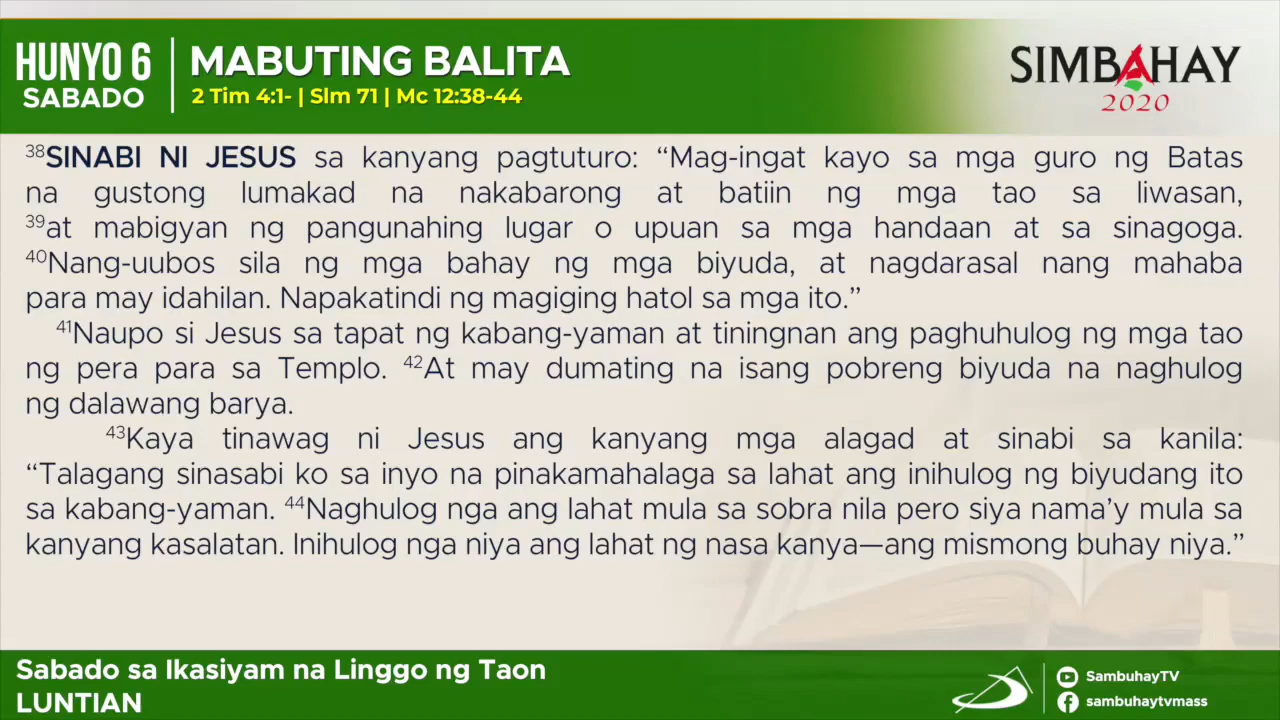 HUNYO 6
SABADO
MABUTING BALITA
2 Tim 4:1- | Slm 71 | Mc 12:38-44
SIMBAHAY
2020
³⁸SINABI NI JESUS sa kanyang pagtuturo: “Mag-ingat kayo sa mga guro ng Batas
na gustong lumakad na nakabarong at batiin ng mga tao sa liwasan,
³⁹at mabigyan ng pangunahing lugar o upuan sa mga handaan at sa sinagoga.
⁴⁰Nang-uubos sila ng mga bahay ng mga biyuda, at nagdarasal nang mahaba
para may idahilan. Napakatindi ng magiging hatol sa mga ito.”
⁴¹Naupo si Jesus sa tapat ng kabang-yaman at tiningnan ang paghuhulog ng mga tao
ng pera para sa Templo. ⁴²At may dumating na isang pobreng biyuda na naghulog
ng dalawang barya.
⁴³Kaya tinawag ni Jesus ang kanyang mga alagad at sinabi sa kanila:
“Talagang sinasabi ko sa inyo na pinakamahalaga sa lahat ang inihulog ng biyudang ito
sa kabang-yaman. ⁴⁴Naghulog nga ang lahat mula sa sobra nila pero siya nama’y mula sa
kanyang kasalatan. Inihulog nga niya ang lahat ng nasa kanya—ang mismong buhay niya.”
Sabado sa Ikasiyam na Linggo ng Taon
LUNTIAN
SambuhayTV
sambuhaytvmass